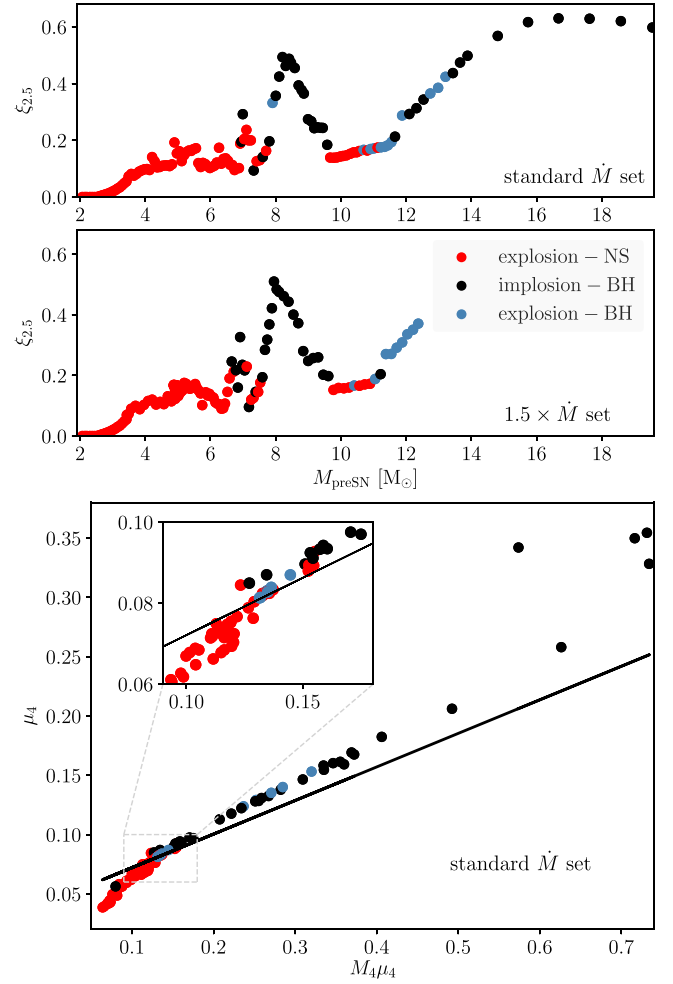 0.6
0.4
0.2
0.0
ξ2.5
2 4 6 8 10 12 14 16 18
standard Ṁ set
0.6
0.4
0.2
0.0
ξ2.5
explosion − NS
implosion − BH
explosion − BH
1.5 × Ṁ set
2 4 6 8 10 12 14 16 18
MpreSN [M⊙]
0.35
0.30
0.25
0.20
0.15
0.10
0.05
μ4
0.10
0.08
0.06
0.10 0.15
standard Ṁ set
0.1 0.2 0.3 0.4 0.5 0.6 0.7
M4μ4